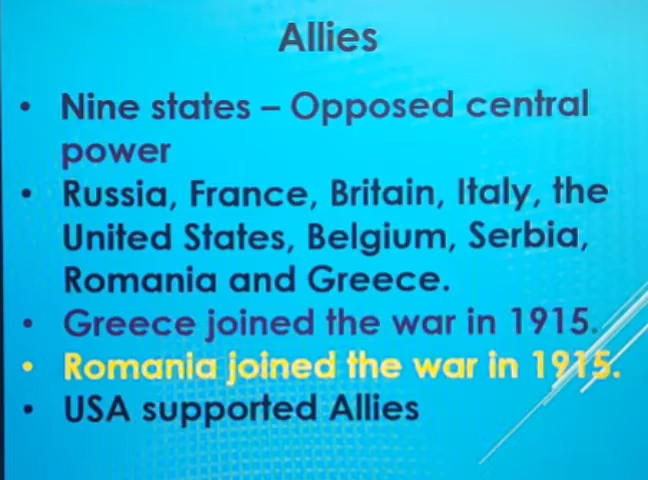 Allies
• Nine states – Opposed central
power
• Russia, France, Britain, Italy, the
United States, Belgium, Serbia,
Romania and Greece.
• Greece joined the war in 1915.
• Romania joined the war in 1915.
• USA supported Allies